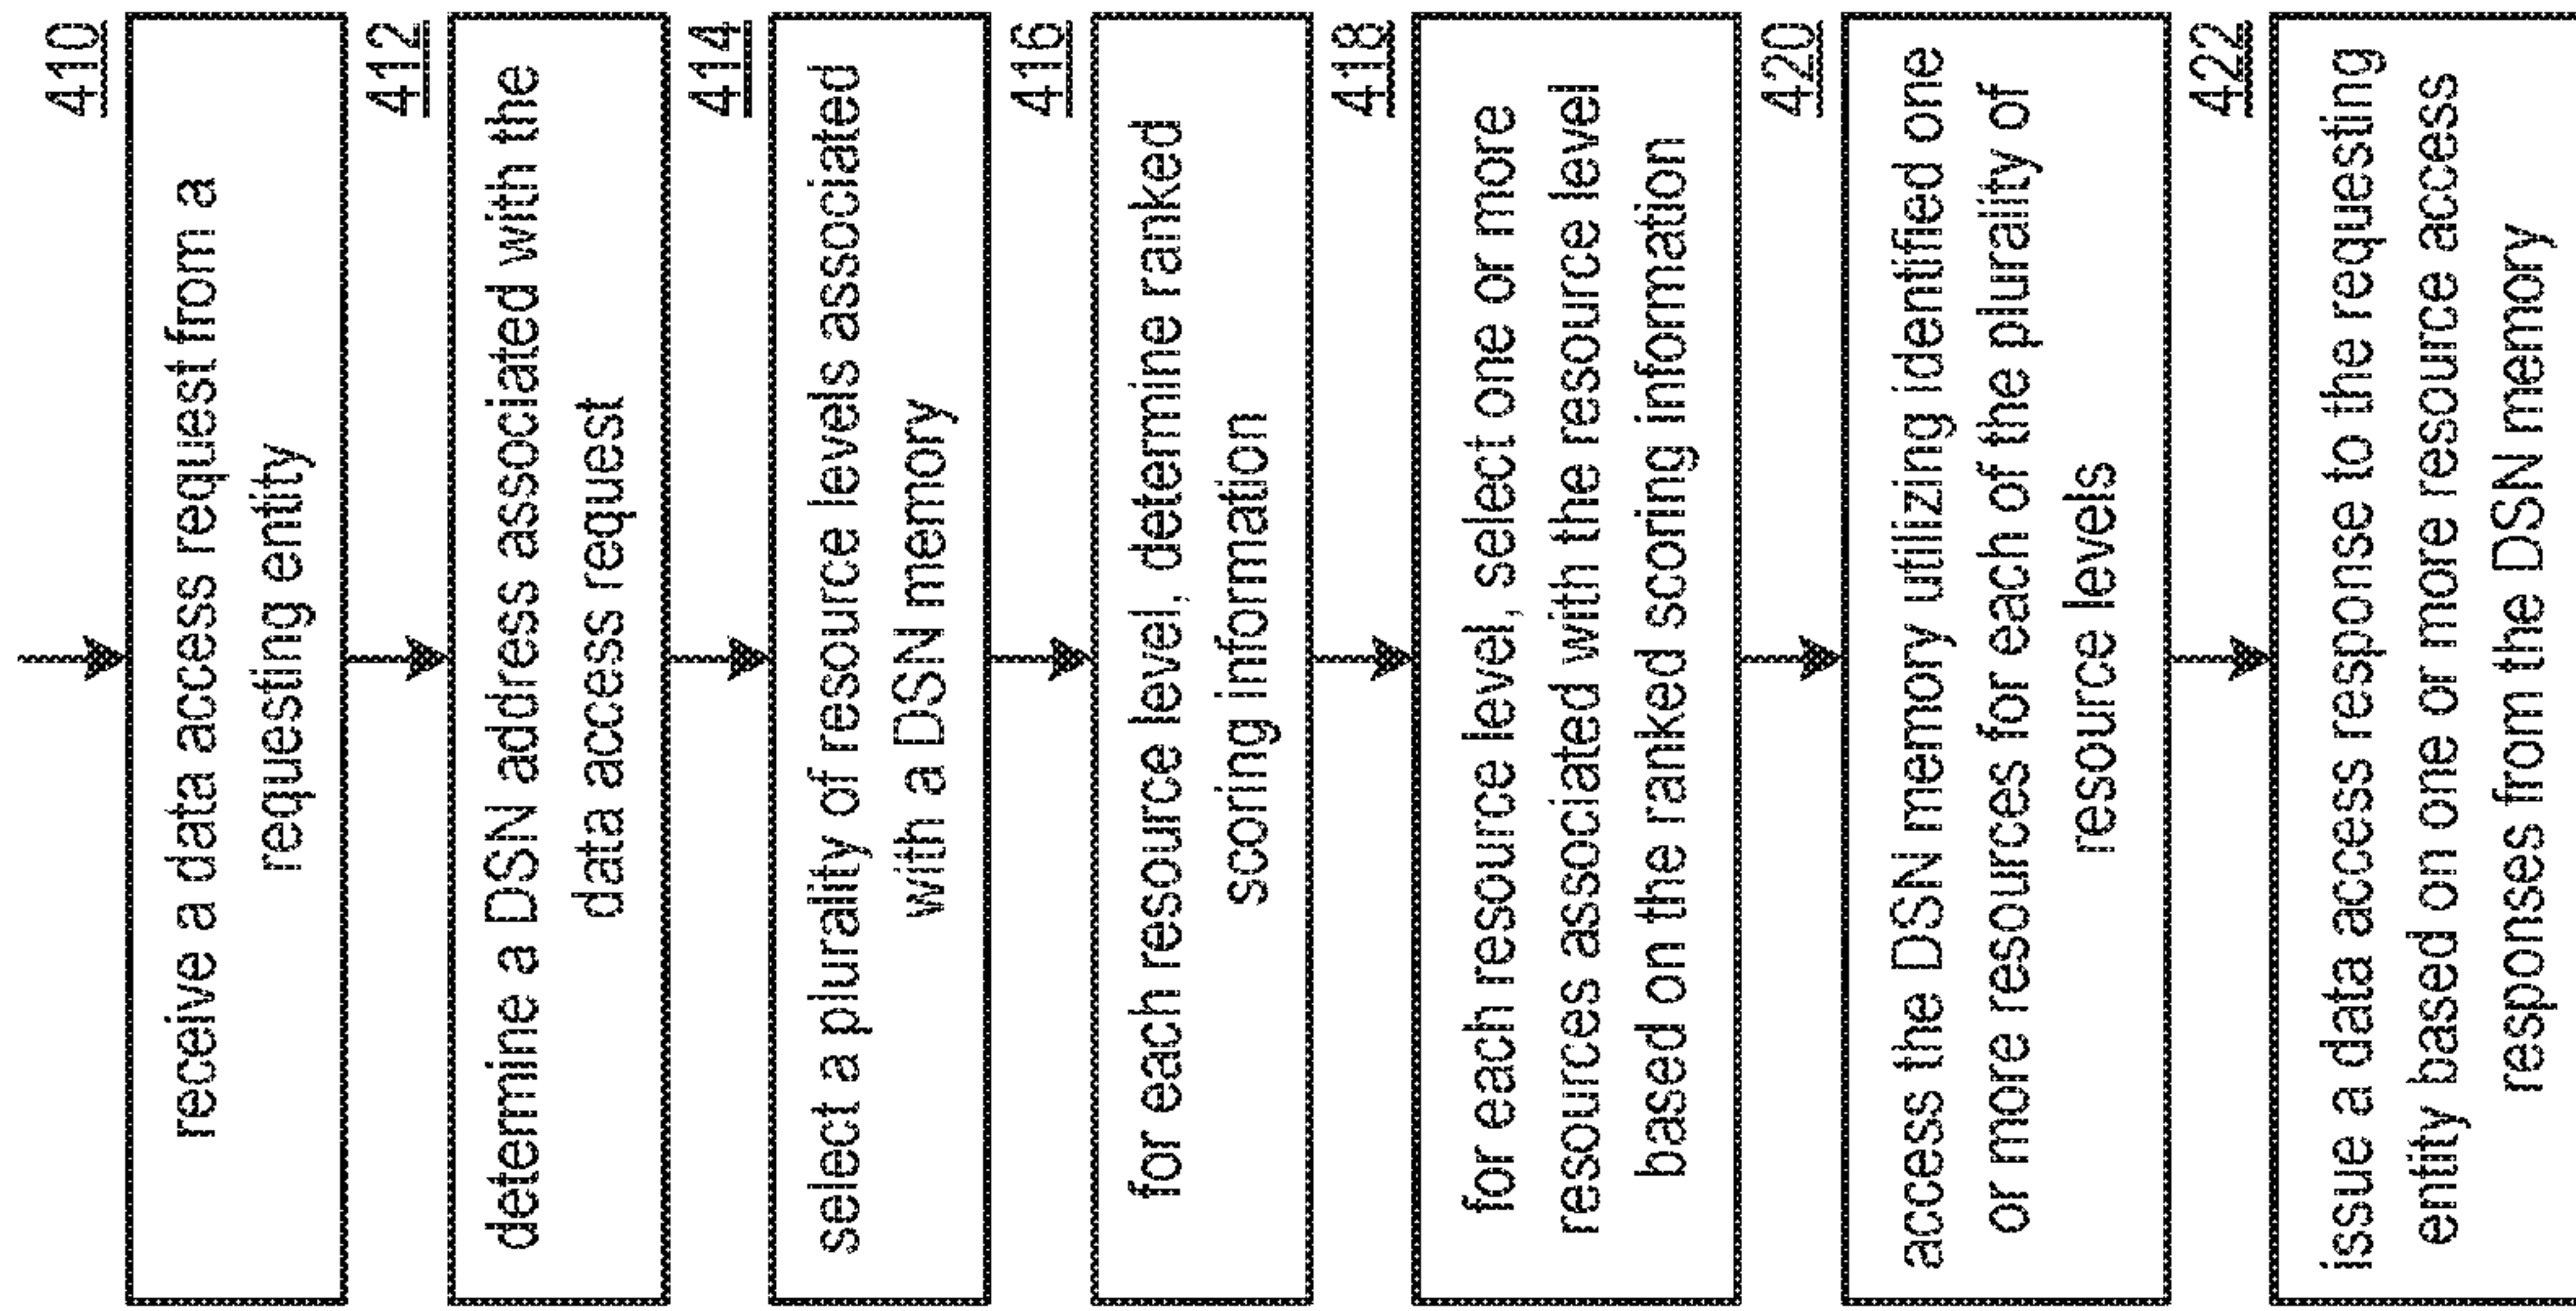 410
receive a data access request from a
requesting entity
412
determine a DSN address associated with the
data access request
414
select a plurality of resource levels associated
with a DSN memory
416
for each resource level, determine ranked
scoring information
418
for each resource level, select one or more
resources associated with the resource level
based on the ranked scoring information
420
access the DSN memory utilizing identified one
or more resources for each of the plurality of
resource levels
422
issue a data access response to the requesting
entity based on one or more resource access
responses from the DSN memory